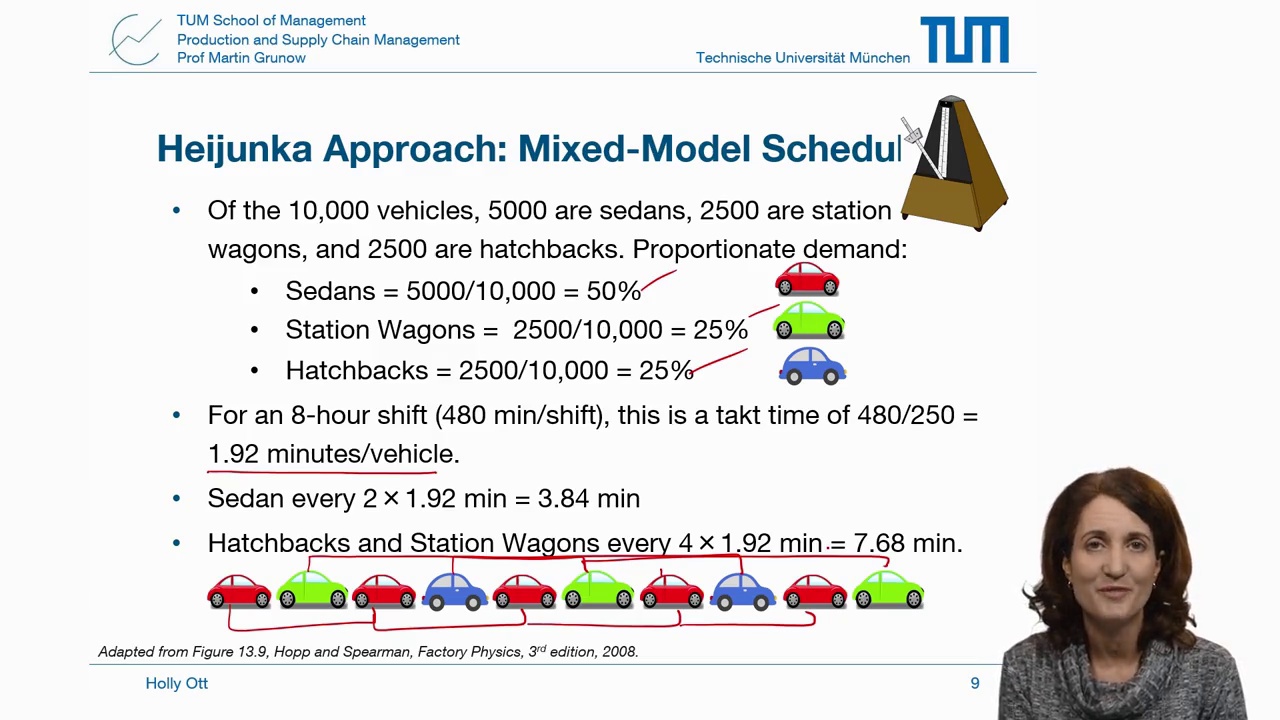 TUM School of Management
Production and Supply Chain Management
Prof Martin Grunow
Technische Universität München
TUM
Heijunka Approach: Mixed-Model Schedul
• Of the 10,000 vehicles, 5000 are sedans, 2500 are station
wagons, and 2500 are hatchbacks. Proportionate demand:
• Sedans = 5000/10,000 = 50%
• Station Wagons = 2500/10,000 = 25%
• Hatchbacks = 2500/10,000 = 25%
• For an 8-hour shift (480 min/shift), this is a takt time of 480/250 =
1.92 minutes/vehicle.
• Sedan every 2 × 1.92 min = 3.84 min
• Hatchbacks and Station Wagons every 4 × 1.92 min = 7.68 min.
Adapted from Figure 13.9, Hopp and Spearman, Factory Physics, 3rd edition, 2008.
Holly Ott
9